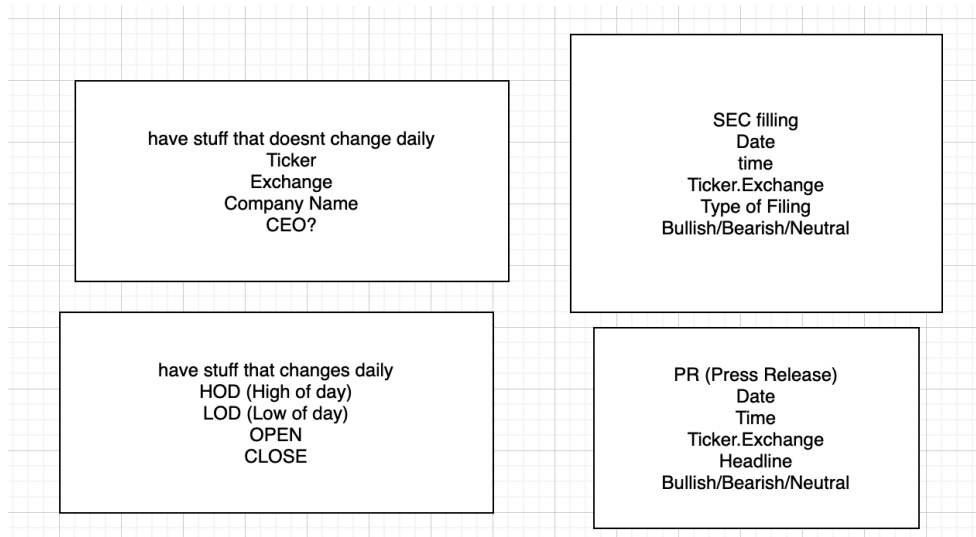 have stuff that doesnt change daily
Ticker
Exchange
Company Name
CEO?
SEC filling
Date
time
Ticker.Exchange
Type of Filing
Bullish/Bearish/Neutral
have stuff that changes daily
HOD (High of day)
LOD (Low of day)
OPEN
CLOSE
PR (Press Release)
Date
Time
Ticker.Exchange
Headline
Bullish/Bearish/Neutral